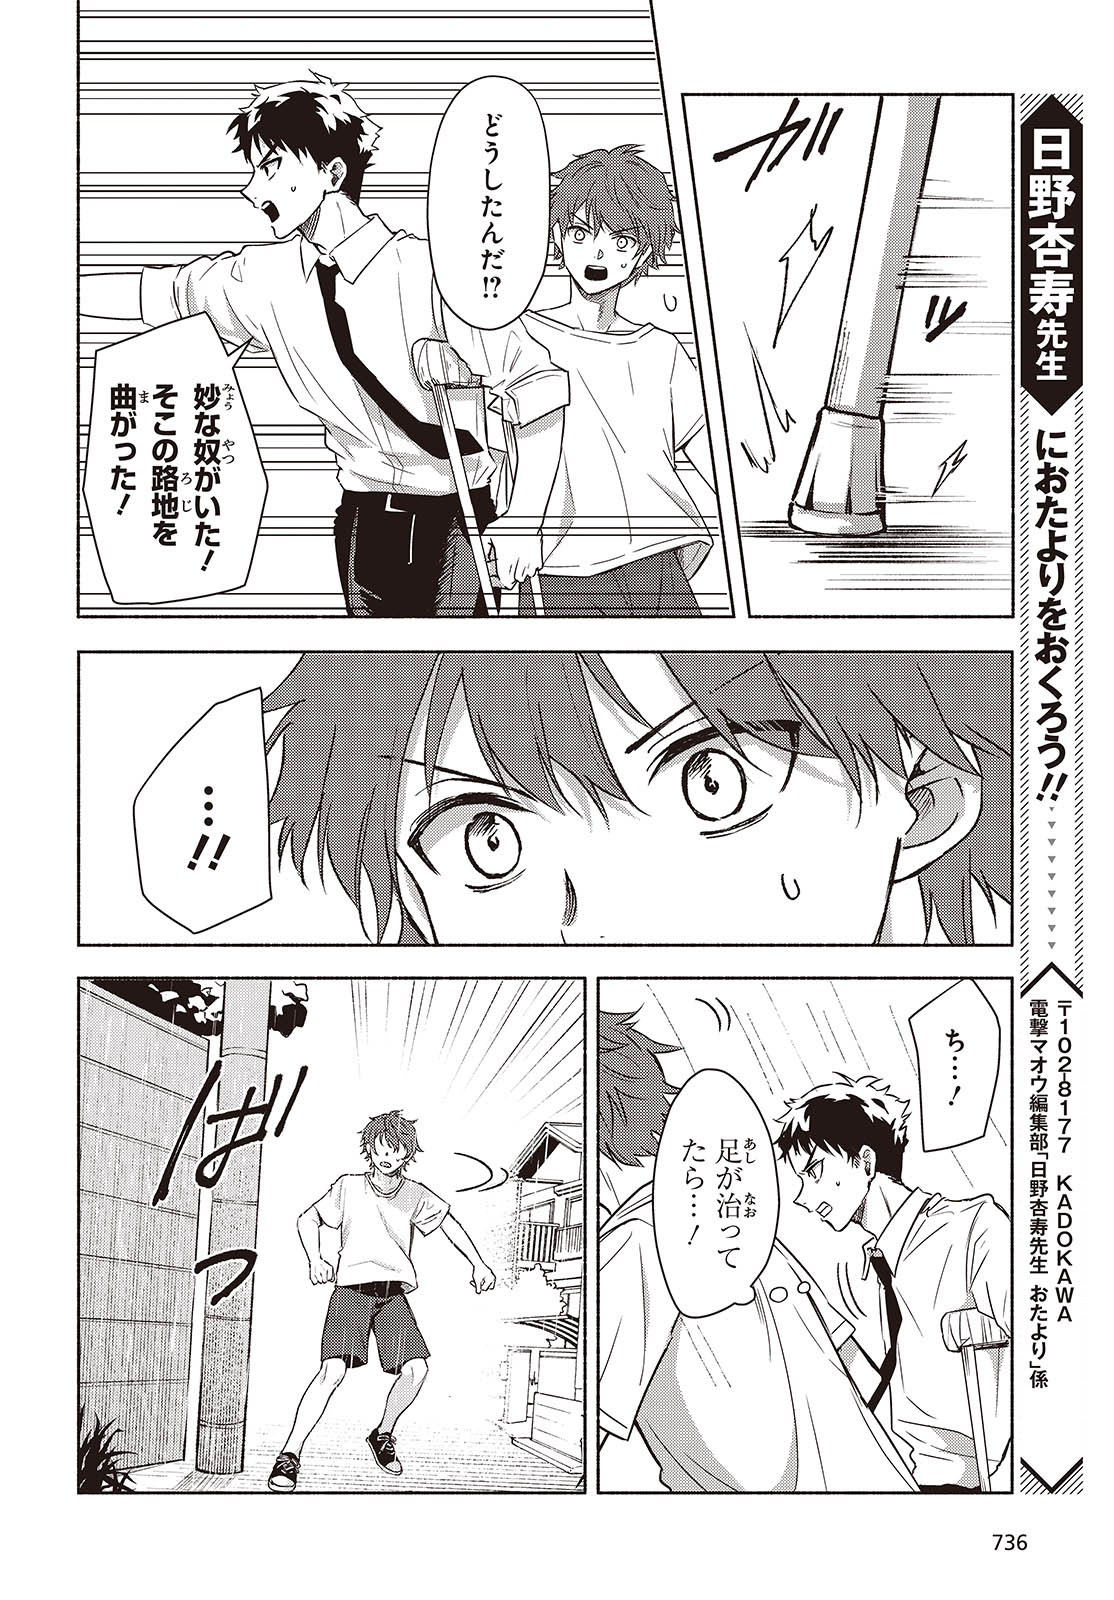 日野杏寿先生におたよりをおくろう!!
〒102-8177 KADOKAWA
電撃マオウ編集部「日野杏寿先生 おたより」係
ガッ
どうしたんだ!?
妙な奴がいた!
そこの路地を
曲がった!
…!!
ち…!
足が治って
たら…!
ばっ
736